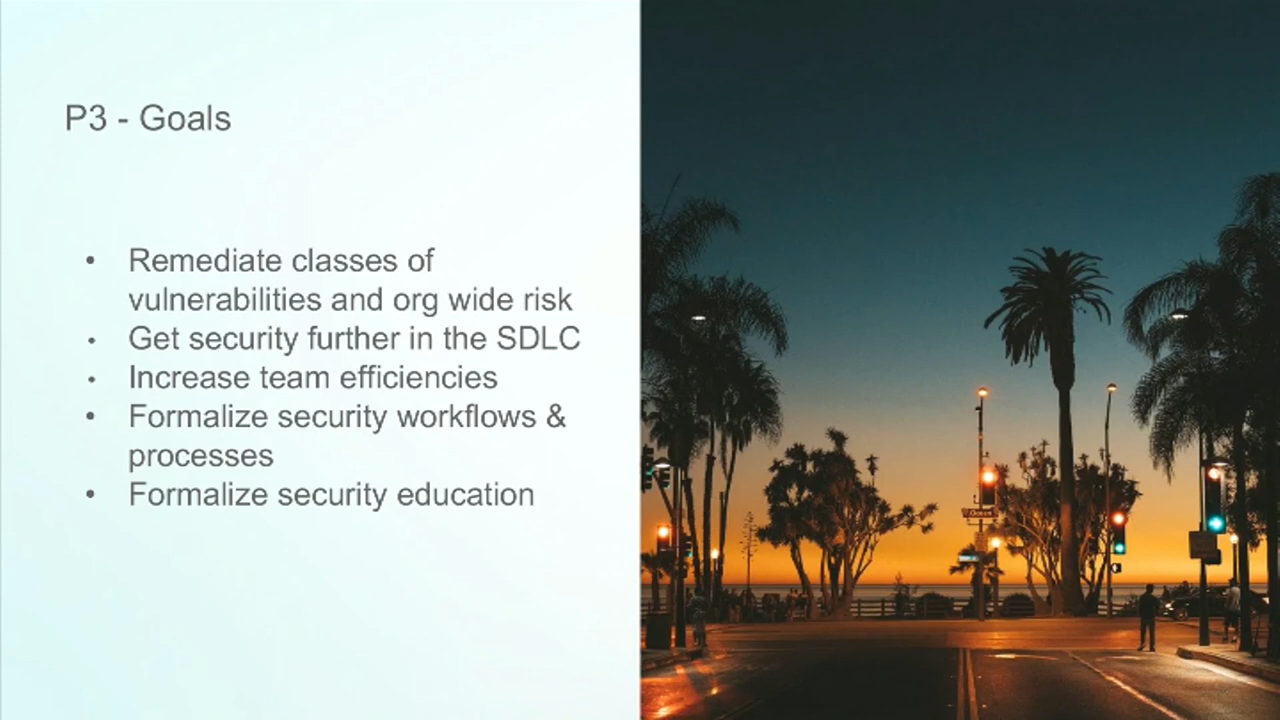 P3 - Goals
• Remediate classes of
vulnerabilities and org wide risk
• Get security further in the SDLC
• Increase team efficiencies
• Formalize security workflows &
processes
• Formalize security education
Ocean